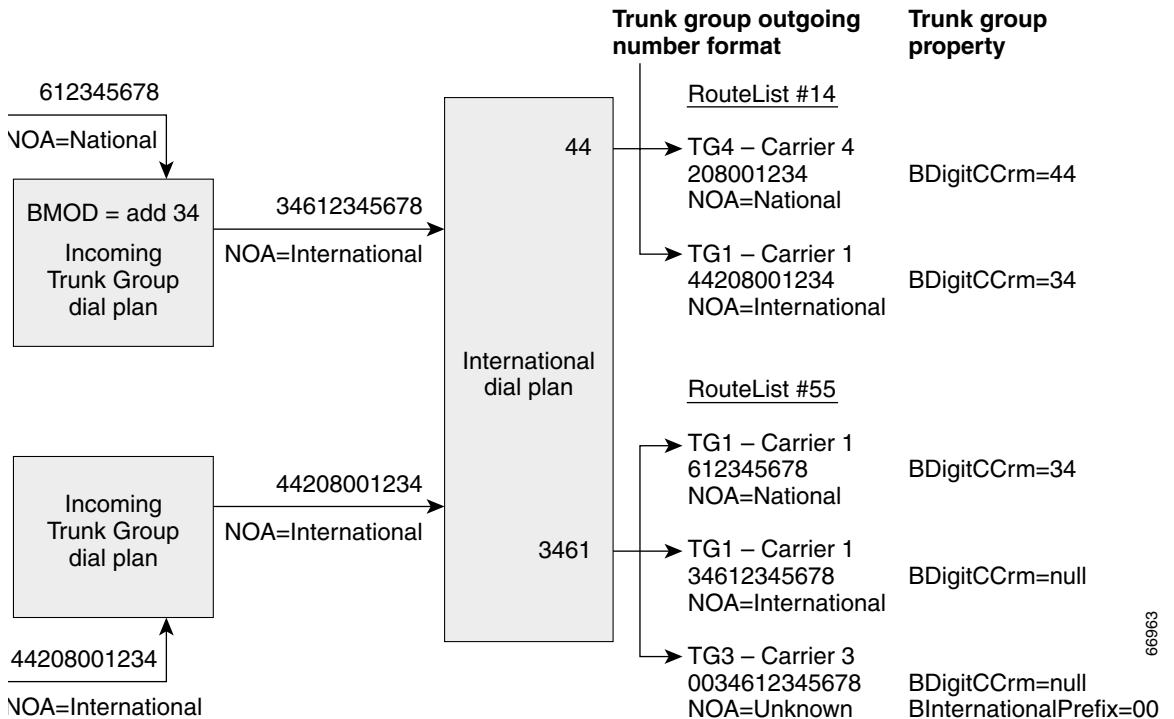 Trunk group outgoing
number format
Trunk group
property
612345678
NOA=National
BMOD = add 34
Incoming
Trunk Group
dial plan
34612345678
NOA=International
Incoming
Trunk Group
dial plan
44208001234
NOA=International
44208001234
NOA=International
44
International
dial plan
3461
RouteList #14
TG4 – Carrier 4
208001234
NOA=National
BDigitCCrm=44
TG1 – Carrier 1
44208001234
NOA=International
BDigitCCrm=34
RouteList #55
TG1 – Carrier 1
612345678
NOA=National
BDigitCCrm=34
TG1 – Carrier 1
34612345678
NOA=International
BDigitCCrm=null
TG3 – Carrier 3
0034612345678
NOA=Unknown
BDigitCCrm=null
BInternationalPrefix=00
66963